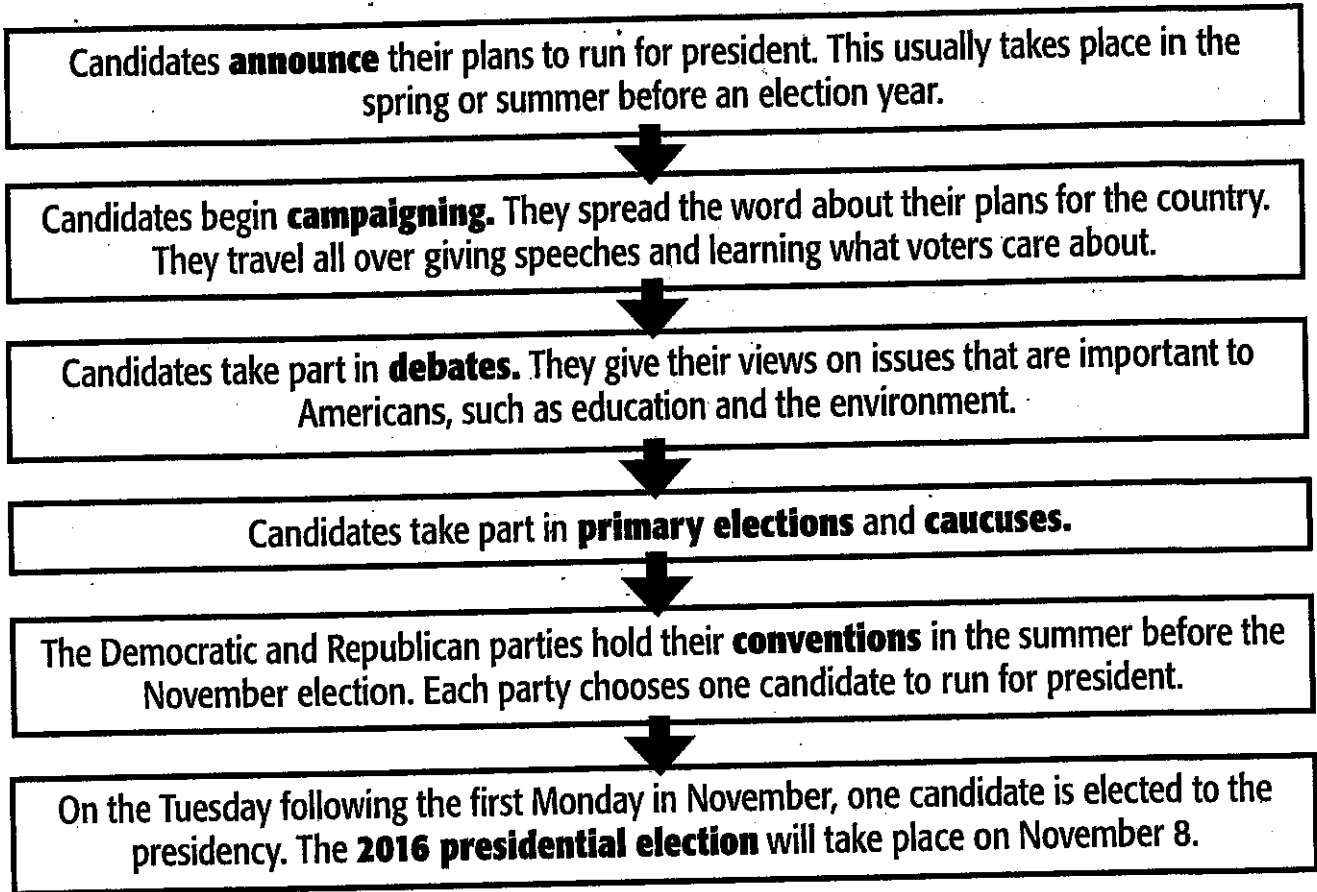 Candidates announce their plans to run for president. This usually takes place in the
spring or summer before an election year.
Candidates begin campaigning. They spread the word about their plans for the country.
They travel all over giving speeches and learning what voters care about.
Candidates take part in debates. They give their views on issues that are important to
Americans, such as education and the environment.
Candidates take part in primary elections and caucuses.
The Democratic and Republican parties hold their conventions in the summer before the
November election. Each party chooses one candidate to run for president.
On the Tuesday following the first Monday in November, one candidate is elected to the
presidency. The 2016 presidential election will take place on November 8.